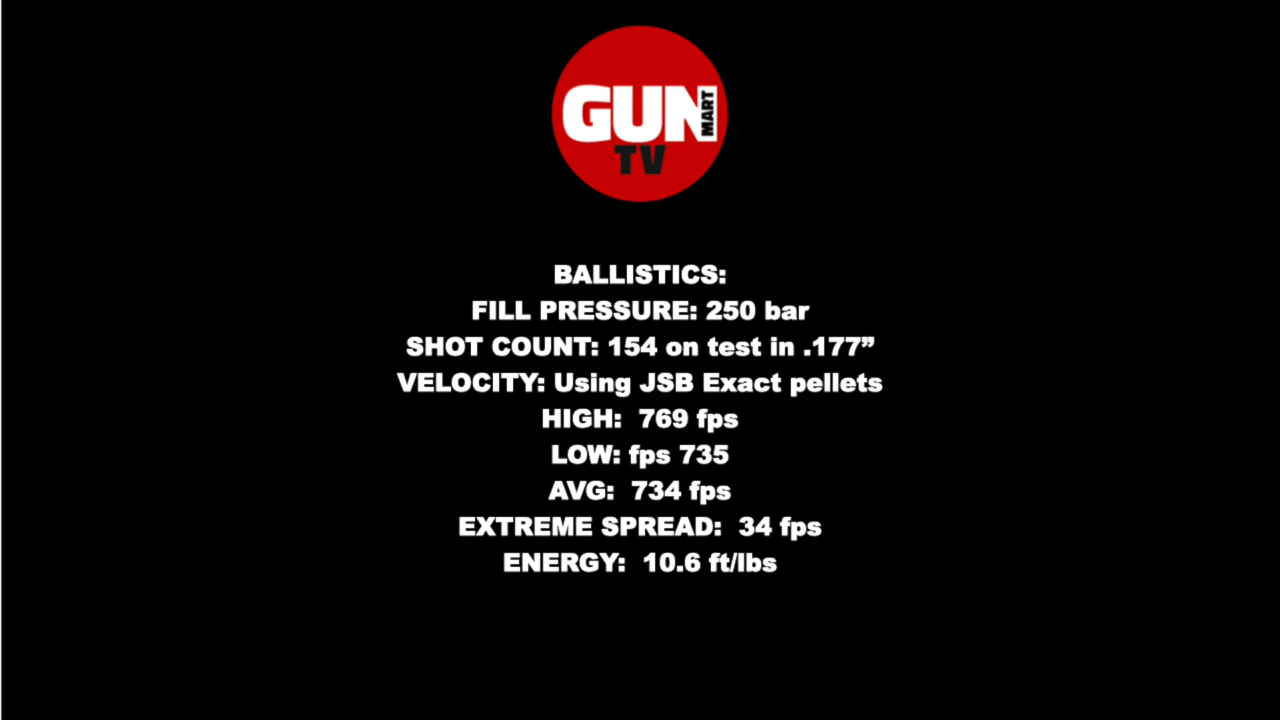 GUN MART
TV
BALLISTICS:
FILL PRESSURE: 250 bar
SHOT COUNT: 154 on test in .177”
VELOCITY: Using JSB Exact pellets
HIGH:  769 fps
LOW: fps 735
AVG:  734 fps
EXTREME SPREAD:  34 fps
ENERGY:  10.6 ft/lbs